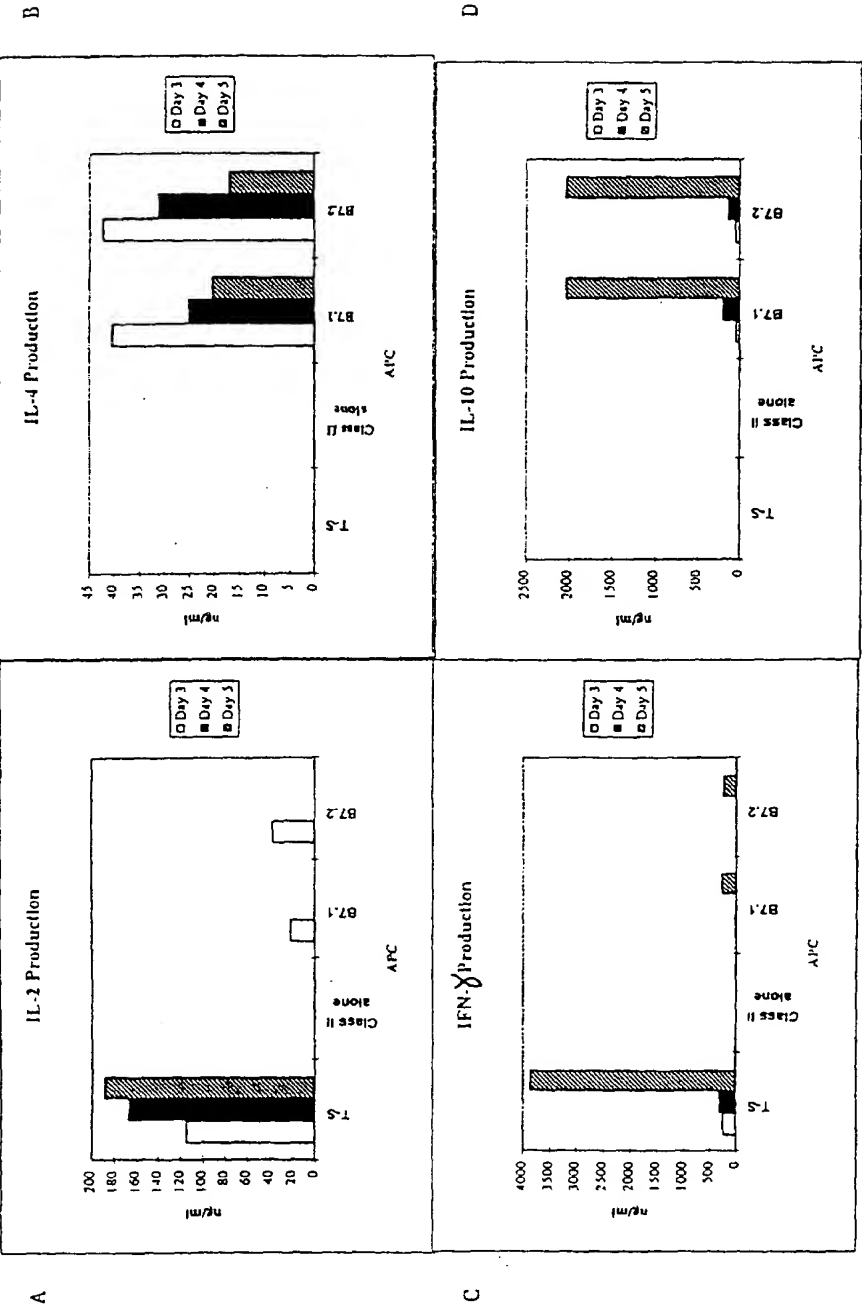 A
IL-2 Production
ng/ml
200
180
160
140
120
100
80
60
40
20
0
T-S
Class II
alone
B7.1
B7.2
APC
Day 3
Day 4
Day 5
B
IL-4 Production
ng/ml
45
40
35
30
25
20
15
10
5
0
T-S
Class II
alone
B7.1
B7.2
APC
Day 3
Day 4
Day 5
C
IFN-γ Production
ng/ml
4000
3500
3000
2500
2000
1500
1000
500
0
T-S
Class II
alone
B7.1
B7.2
APC
Day 3
Day 4
Day 5
D
IL-10 Production
ng/ml
2500
2000
1500
1000
500
0
T-S
Class II
alone
B7.1
B7.2
APC
Day 3
Day 4
Day 5